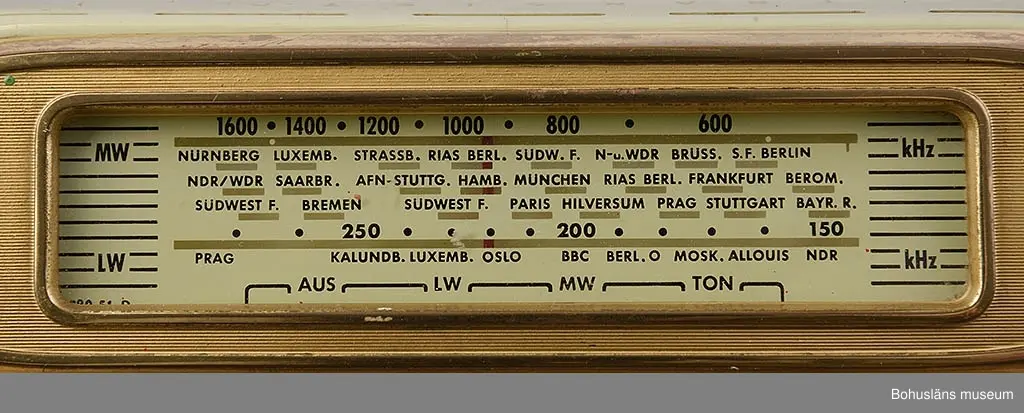 1600 • 1400 • 1200 • 1000 • 800 • 600
MW kHz
NÜRNBERG LUXEMB. STRASSB. RIAS BERL. SÜDW. F. N-u.WDR BRÜSS. S.F. BERLIN
NDR/WDR SAARBR. AFN-STUTTG. HAMB. MÜNCHEN RIAS BERL. FRANKFURT BEROM.
SÜDWEST F. BREMEN SÜDWEST F. PARIS HILVERSUM PRAG STUTTGART BAYR. R.
• • 250 • • • • 200 • • • • 150
LW kHz
PRAG KALUNDB. LUXEMB. OSLO BBC BERL. O MOSK. ALLOUIS NDR
AUS LW MW TON
Bohusläns museum